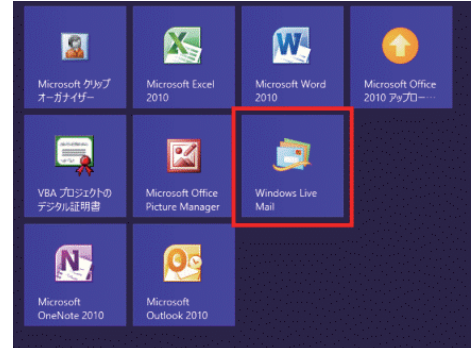 Microsoft クリップ
オーガナイザー
Microsoft Excel
2010
Microsoft Word
2010
Microsoft Office
2010 アップロー…
VBA プロジェクトの
デジタル証明書
Microsoft Office
Picture Manager
Windows Live
Mail
Microsoft
OneNote 2010
Microsoft
Outlook 2010